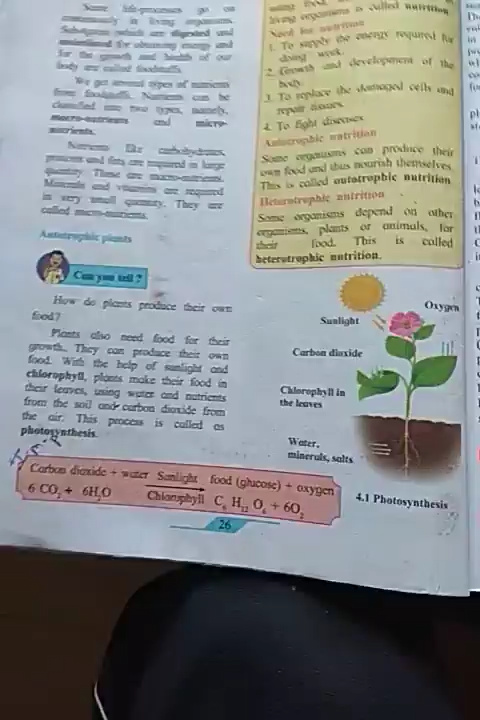 Some life-processes go on
continuously in living organisms.
Substances which are digested and
used for obtaining energy and
for the growth and health of our
body are called foodstuffs.
We get several types of nutrients
from foodstuffs. Nutrients can be
classified into two types, namely,
macro-nutrients and micro-
nutrients.
Nutrients like carbohydrates,
proteins and fats are required in large
quantity. These are macro-nutrients.
Minerals and vitamins are required
in very small quantity. They are
called micro-nutrients.
Autotrophic plants
Can you tell ?
How do plants produce their own
food?
Plants also need food for their
growth. They can produce their own
food. With the help of sunlight and
chlorophyll, plants make their food in
their leaves, using water and nutrients
from the soil and carbon dioxide from
the air. This process is called as
photosynthesis.
Imp
Carbon dioxide + water Sunlight food (glucose) + oxygen
6 CO₂ + 6H₂O Chlorophyll C₆ H₁₂ O₆ + 6O₂
26
using food
living organisms is called nutrition.
Need for nutrition
1. To supply the energy required for
doing work.
2. Growth and development of the
body.
3. To replace the damaged cells and
repair tissues.
4. To fight diseases.
Autotrophic nutrition
Some organisms can produce their
own food and thus nourish themselves.
This is called autotrophic nutrition.
Heterotrophic nutrition
Some organisms depend on other
organisms, plants or animals, for
their food. This is called
heterotrophic nutrition.
Oxygen
Sunlight
Carbon dioxide
Chlorophyll in
the leaves
Water,
minerals, salts
4.1 Photosynthesis